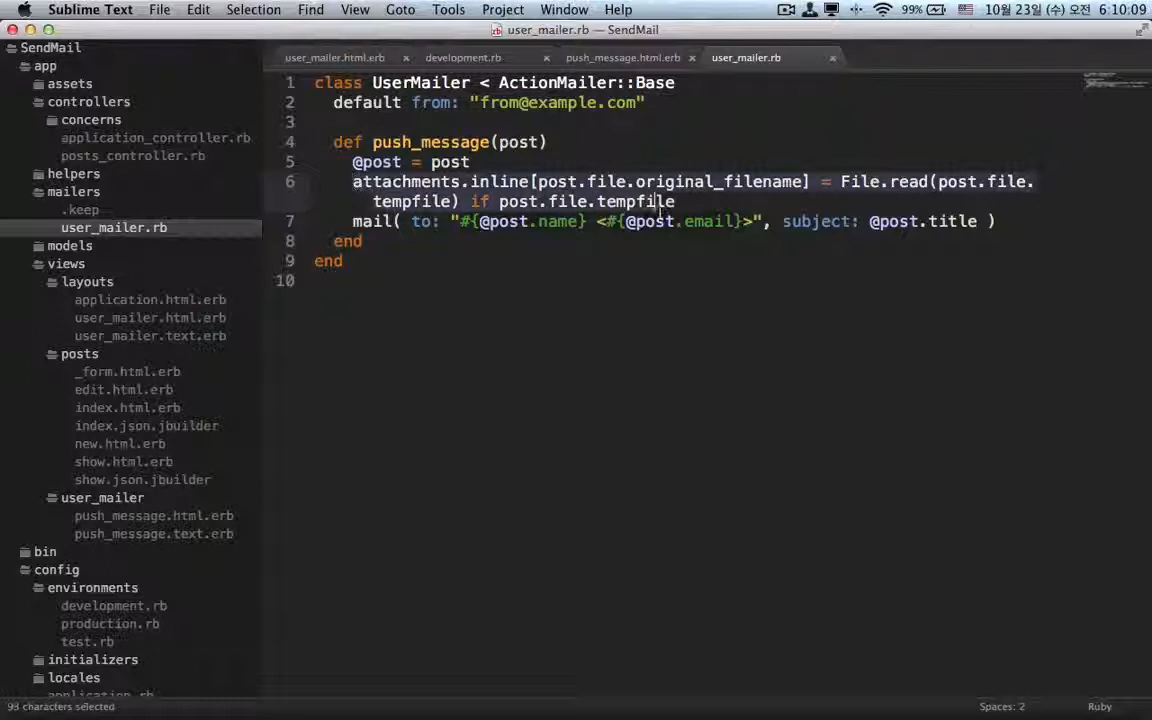 Sublime Text File Edit Selection Find View Goto Tools Project Window Help 99% 10월 23일 (수) 오전 6:10:09
user_mailer.rb — SendMail
SendMail
app
assets
controllers
concerns
application_controller.rb
posts_controller.rb
helpers
mailers
.keep
user_mailer.rb
models
views
layouts
application.html.erb
user_mailer.html.erb
user_mailer.text.erb
posts
_form.html.erb
edit.html.erb
index.html.erb
index.json.jbuilder
new.html.erb
show.html.erb
show.json.jbuilder
user_mailer
push_message.html.erb
push_message.text.erb
bin
config
environments
development.rb
production.rb
test.rb
initializers
locales
application.rb
user_mailer.html.erb development.rb push_message.html.erb user_mailer.rb
1 class UserMailer < ActionMailer::Base
2 default from: "from@example.com"
3
4 def push_message(post)
5 @post = post
6 attachments.inline[post.file.original_filename] = File.read(post.file.
tempfile) if post.file.tempfile
7 mail( to: "#{@post.name} <#{@post.email}>", subject: @post.title )
8 end
9 end
10
93 characters selected Spaces: 2 Ruby